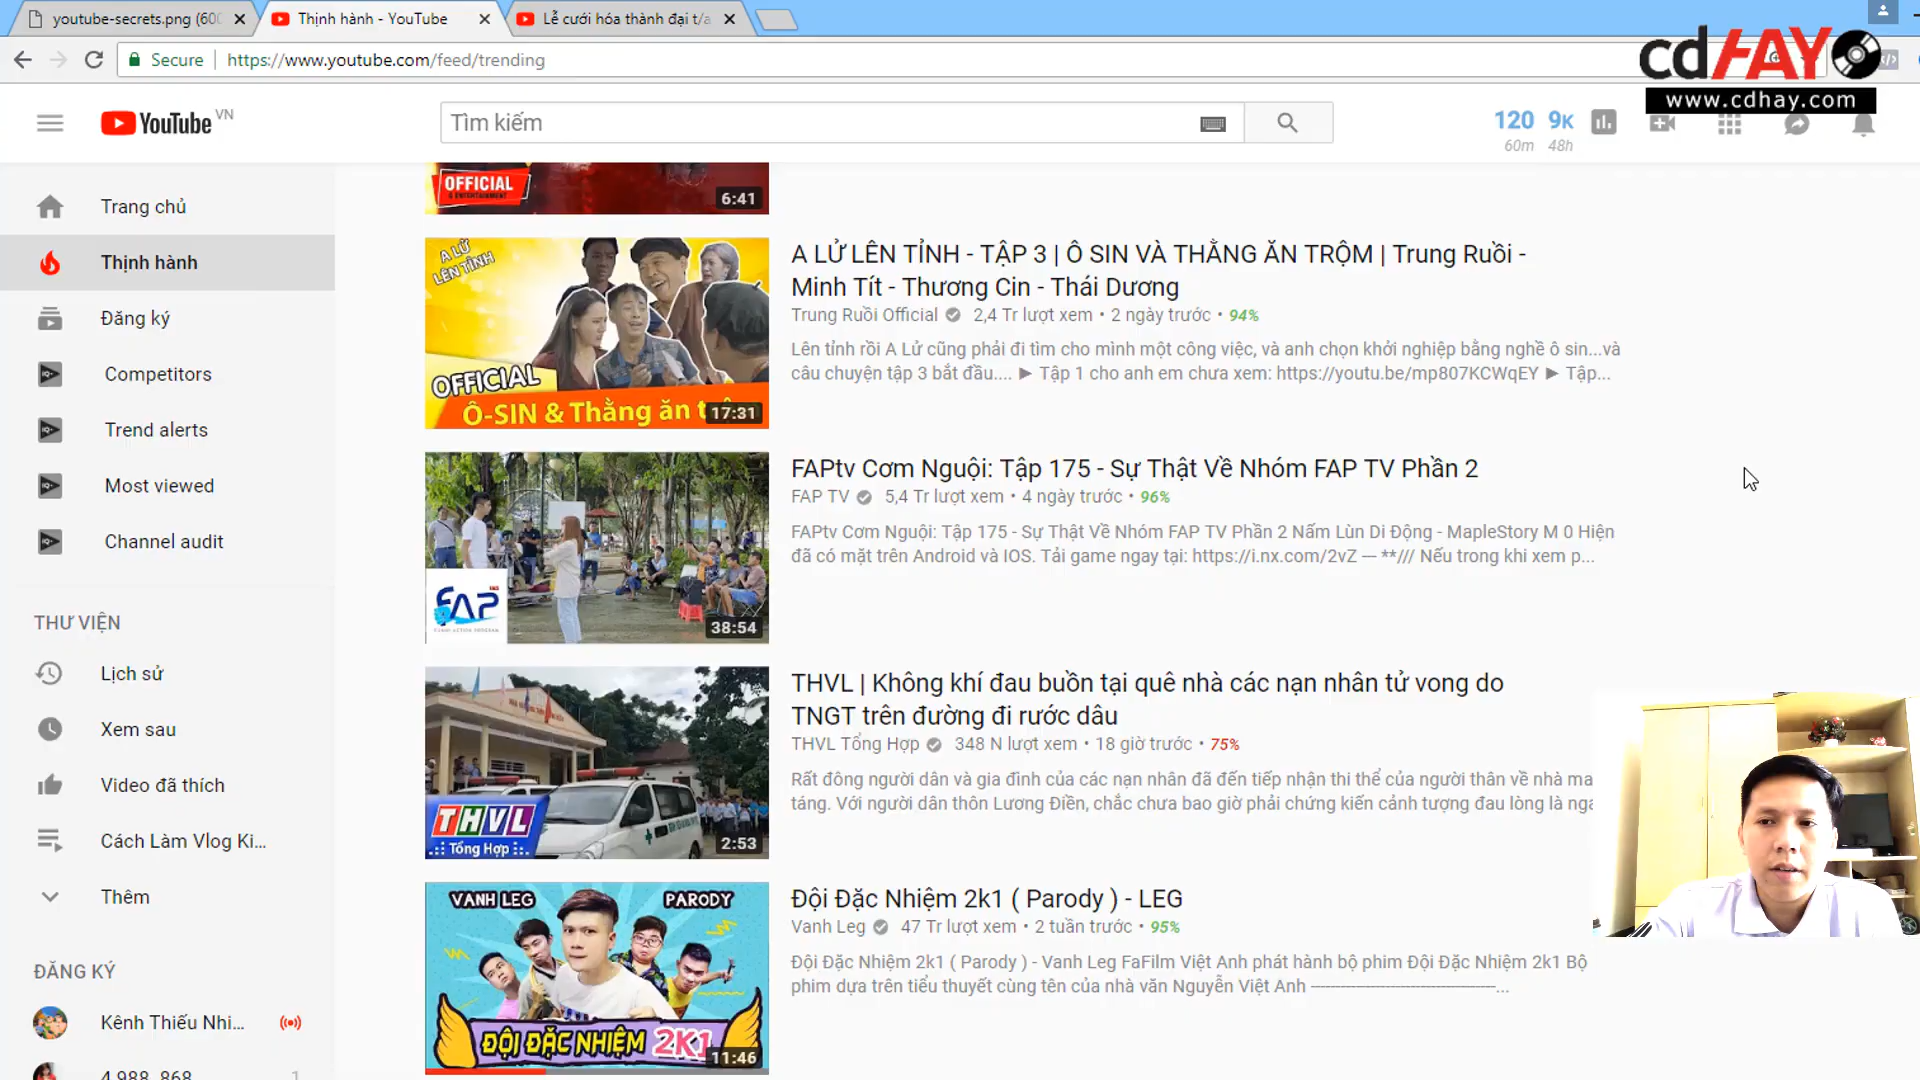 youtube-secrets.png (600
Thịnh hành - YouTube
Lễ cưới hóa thành đại t/a
Secure
https://www.youtube.com/feed/trending
cdHAY
www.cdhay.com
YouTube VN
Tìm kiếm
120 9K
60m 48h
Trang chủ
Thịnh hành
Đăng ký
Competitors
Trend alerts
Most viewed
Channel audit
THƯ VIỆN
Lịch sử
Xem sau
Video đã thích
Cách Làm Vlog Ki...
Thêm
ĐĂNG KÝ
Kênh Thiếu Nhi...
4.988_868 1
OFFICIAL
6:41
A LỬ
LÊN TỈNH
OFFICIAL
Ô-SIN & Thằng ăn
17:31
A LỬ LÊN TỈNH - TẬP 3 | Ô SIN VÀ THẰNG ĂN TRỘM | Trung Ruồi -
Minh Tít - Thương Cin - Thái Dương
Trung Ruồi Official 2,4 Tr lượt xem • 2 ngày trước • 94%
Lên tỉnh rồi A Lử cũng phải đi tìm cho mình một công việc, và anh chọn khởi nghiệp bằng nghề ô sin...và
câu chuyện tập 3 bắt đầu.... ► Tập 1 cho anh em chưa xem: https://youtu.be/mp807KCWqEY ► Tập...
FAP
38:54
FAPtv Cơm Nguội: Tập 175 - Sự Thật Về Nhóm FAP TV Phần 2
FAP TV 5,4 Tr lượt xem • 4 ngày trước • 96%
FAPtv Cơm Nguội: Tập 175 - Sự Thật Về Nhóm FAP TV Phần 2 Nấm Lùn Di Động - MapleStory M 0 Hiện
đã có mặt trên Android và IOS. Tải game ngay tại: https://i.nx.com/2vZ --- **/// Nếu trong khi xem p...
THVL
Tổng Hợp
2:53
THVL | Không khí đau buồn tại quê nhà các nạn nhân tử vong do
TNGT trên đường đi rước dâu
THVL Tổng Hợp 348 N lượt xem • 18 giờ trước • 75%
Rất đông người dân và gia đình của các nạn nhân đã đến tiếp nhận thi thể của người thân về nhà ma
táng. Với người dân thôn Lương Điền, chắc chưa bao giờ phải chứng kiến cảnh tượng đau lòng là nga
VANH LEG PARODY
ĐỘI ĐẶC NHIỆM 2K1
11:46
Đội Đặc Nhiệm 2k1 ( Parody ) - LEG
Vanh Leg 47 Tr lượt xem • 2 tuần trước • 95%
Đội Đặc Nhiệm 2k1 ( Parody ) - Vanh Leg FaFilm Việt Anh phát hành bộ phim Đội Đặc Nhiệm 2k1 Bộ
phim dựa trên tiểu thuyết cùng tên của nhà văn Nguyễn Việt Anh -----------------------------------...